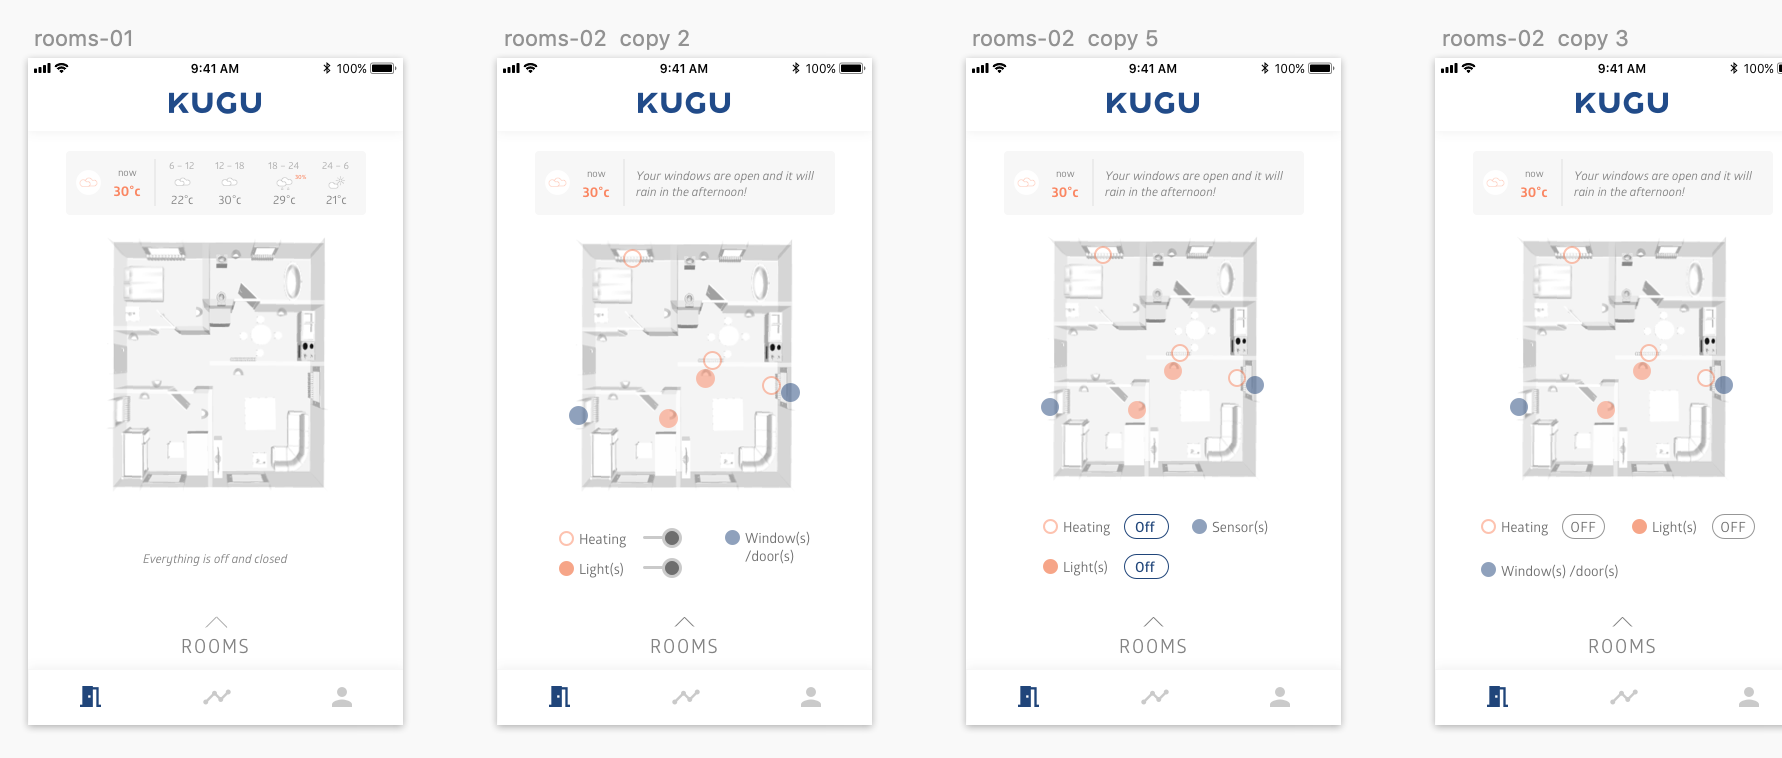 rooms-01
9:41 AM
100%
KUGU
now
30°c
6 – 12
12 – 18
18 – 24
24 – 6
30%
22°c
30°c
29°c
21°c
Everything is off and closed
ROOMS
rooms-02 copy 2
9:41 AM
100%
KUGU
now
30°c
Your windows are open and it will
rain in the afternoon!
Heating
Light(s)
Window(s)
/door(s)
ROOMS
rooms-02 copy 5
9:41 AM
100%
KUGU
now
30°c
Your windows are open and it will
rain in the afternoon!
Heating Off Sensor(s)
Light(s) Off
ROOMS
rooms-02 copy 3
9:41 AM
100%
KUGU
now
30°c
Your windows are open and it will
rain in the afternoon!
Heating OFF Light(s) OFF
Window(s) /door(s)
ROOMS